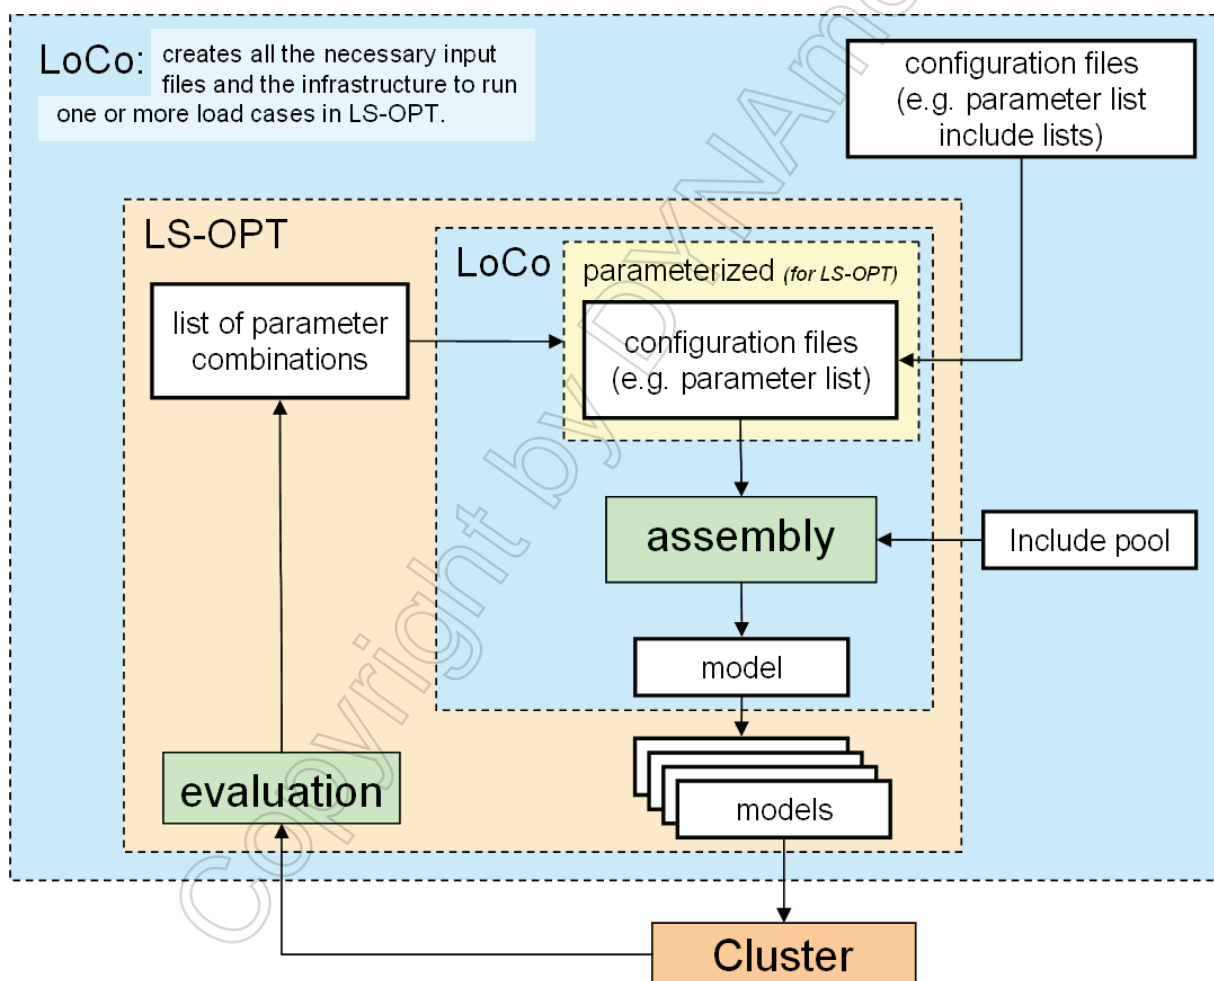 LoCo: creates all the necessary input
files and the infrastructure to run
one or more load cases in LS-OPT.
configuration files
(e.g. parameter list
include lists)
LS-OPT
LoCo
parameterized (for LS-OPT)
list of parameter
combinations
configuration files
(e.g. parameter list)
assembly
Include pool
model
models
evaluation
Cluster
Copyright by DYNAmo